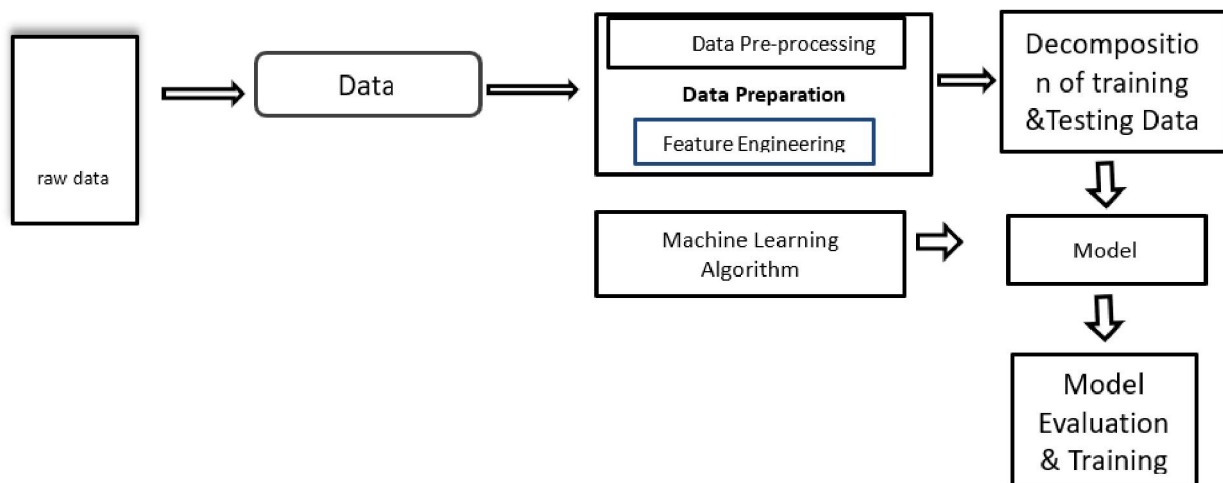 raw data
Data
Data Pre-processing
Data Preparation
Feature Engineering
Decompositio
n of training
&Testing Data
Machine Learning
Algorithm
Model
Model
Evaluation
& Training